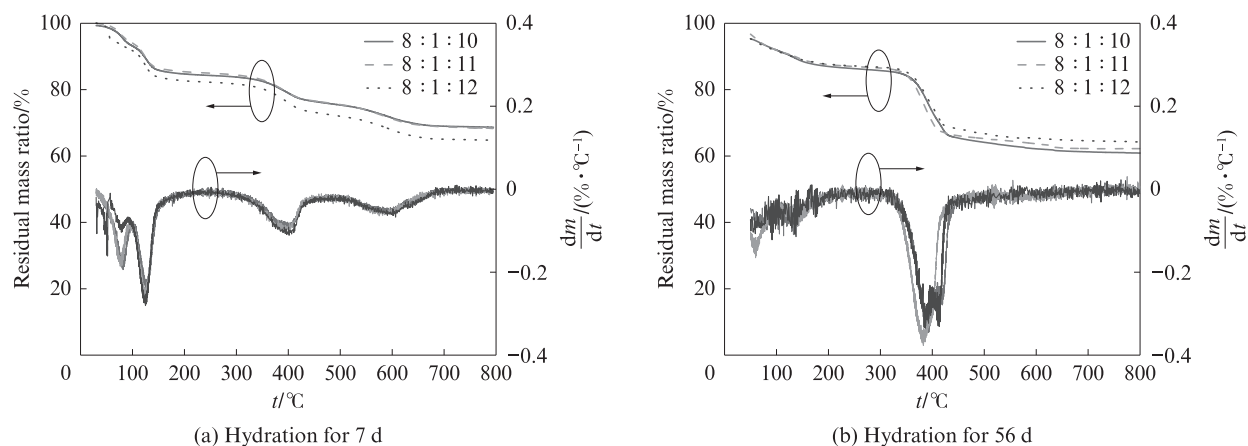 100
80
60
40
20
0
Residual mass ratio/%
8∶1∶10
8∶1∶11
8∶1∶12
0.4
0.2
0
−0.2
−0.4
dm/dt /(%·℃⁻¹)
100 200 300 400 500 600 700 800
t/℃
(a) Hydration for 7 d
100
80
60
40
20
0
Residual mass ratio/%
8∶1∶10
8∶1∶11
8∶1∶12
0.4
0.2
0
−0.2
−0.4
dm/dt /(%·℃⁻¹)
100 200 300 400 500 600 700 800
t/℃
(b) Hydration for 56 d